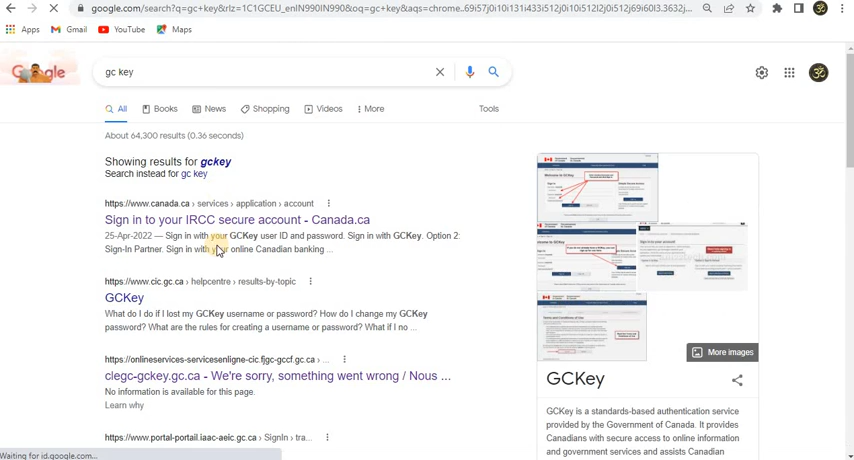 google.com/search?q=gc+key&rlz=1C1GCEU_enIN990IN990&oq=gc+key&aqs=chrome..69i57j0i10i131i433i512j0i10i512l2j0i512j69i60l3.3632j...
Apps Gmail YouTube Maps
Google
gc key
All Books News Shopping Videos More Tools
About 64,300 results (0.36 seconds)
Showing results for gckey
Search instead for gc key
https://www.canada.ca › services › application › account
Sign in to your IRCC secure account - Canada.ca
25-Apr-2022 — Sign in with your GCKey user ID and password. Sign in with GCKey. Option 2:
Sign-In Partner. Sign in with your online Canadian banking ...
https://www.cic.gc.ca › helpcentre › results-by-topic
GCKey
What do I do if I lost my GCKey username or password? How do I change my GCKey
password? What are the rules for creating a username or password? What if I no ...
https://onlineservices-servicesenligne-cic.fjgc-gccf.gc.ca › ...
clegc-gckey.gc.ca - We're sorry, something went wrong / Nous ...
No information is available for this page.
Learn why
https://www.portal-portail.iaac-aeic.gc.ca › SignIn › tra...
Waiting for id.google.com...
More images
GCKey
GCKey is a standards-based authentication service
provided by the Government of Canada. It provides
Canadians with secure access to online information
and government services and assists Canadian